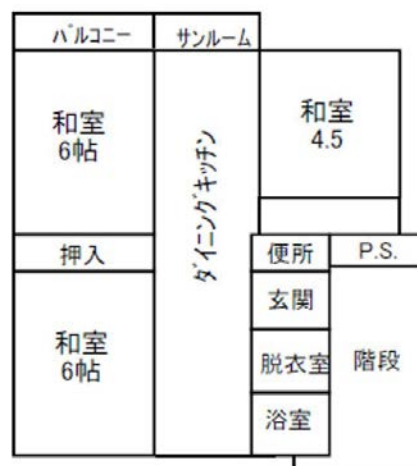 バルコニー
サンルーム
和室
6帖
和室
4.5
ダイニングキッチン
押入
便所
P.S.
玄関
和室
6帖
脱衣室
階段
浴室